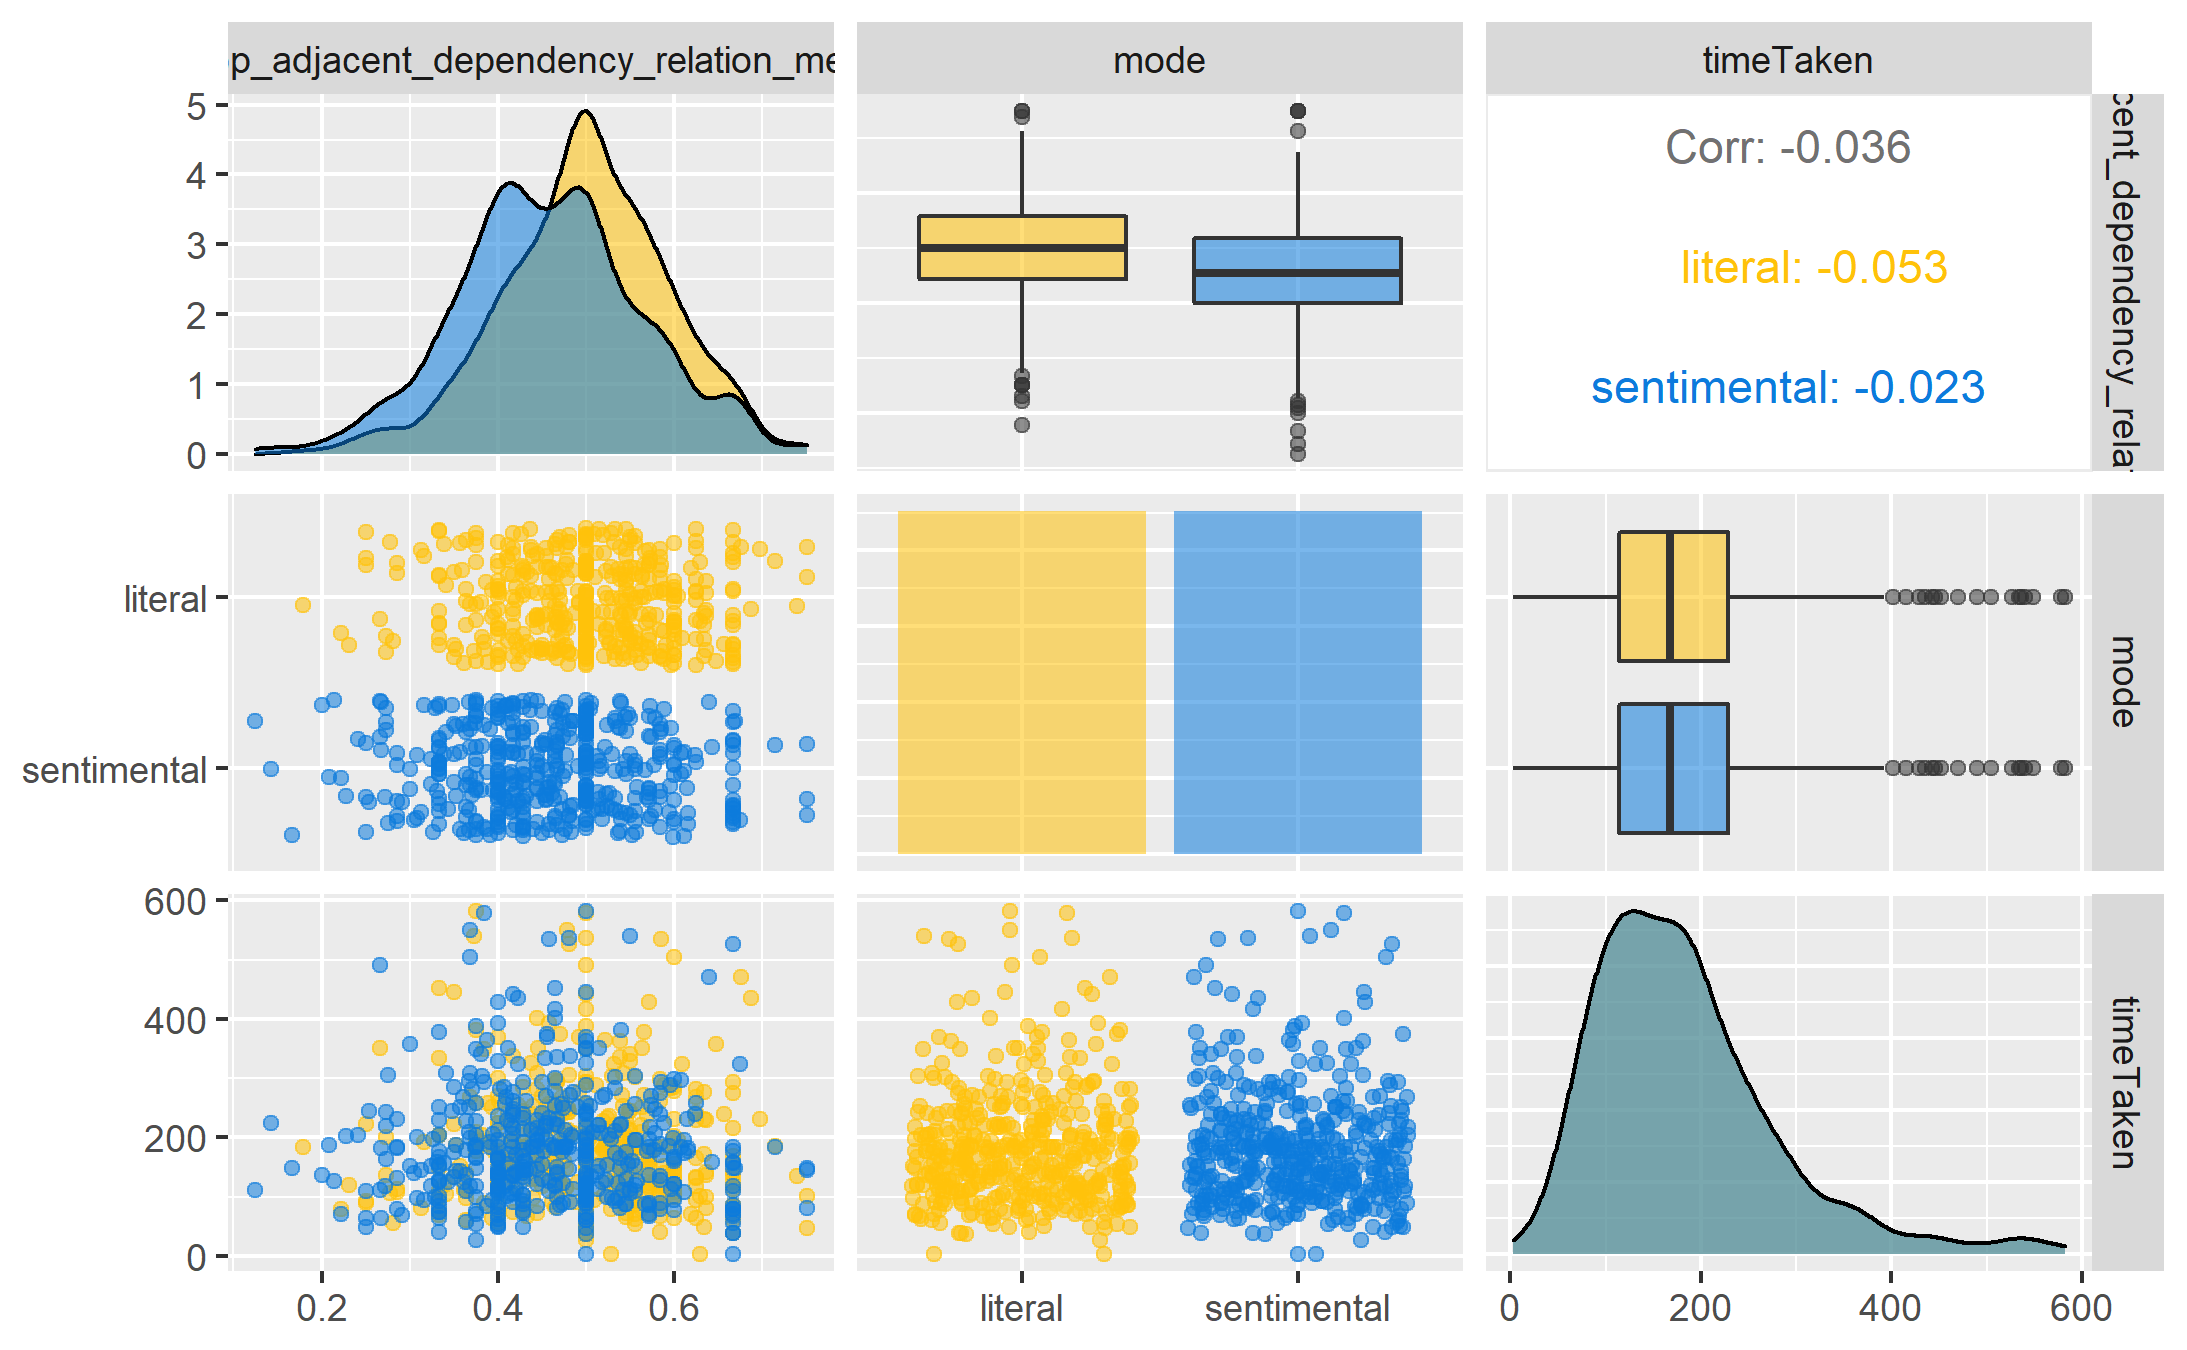 p_adjacent_dependency_relation_me
mode
timeTaken
5
4
3
2
1
0
Corr: -0.036
literal: -0.053
sentimental: -0.023
cent_dependency_rela
literal
sentimental
mode
600
400
200
0
timeTaken
0.2
0.4
0.6
literal
sentimental
0
200
400
600